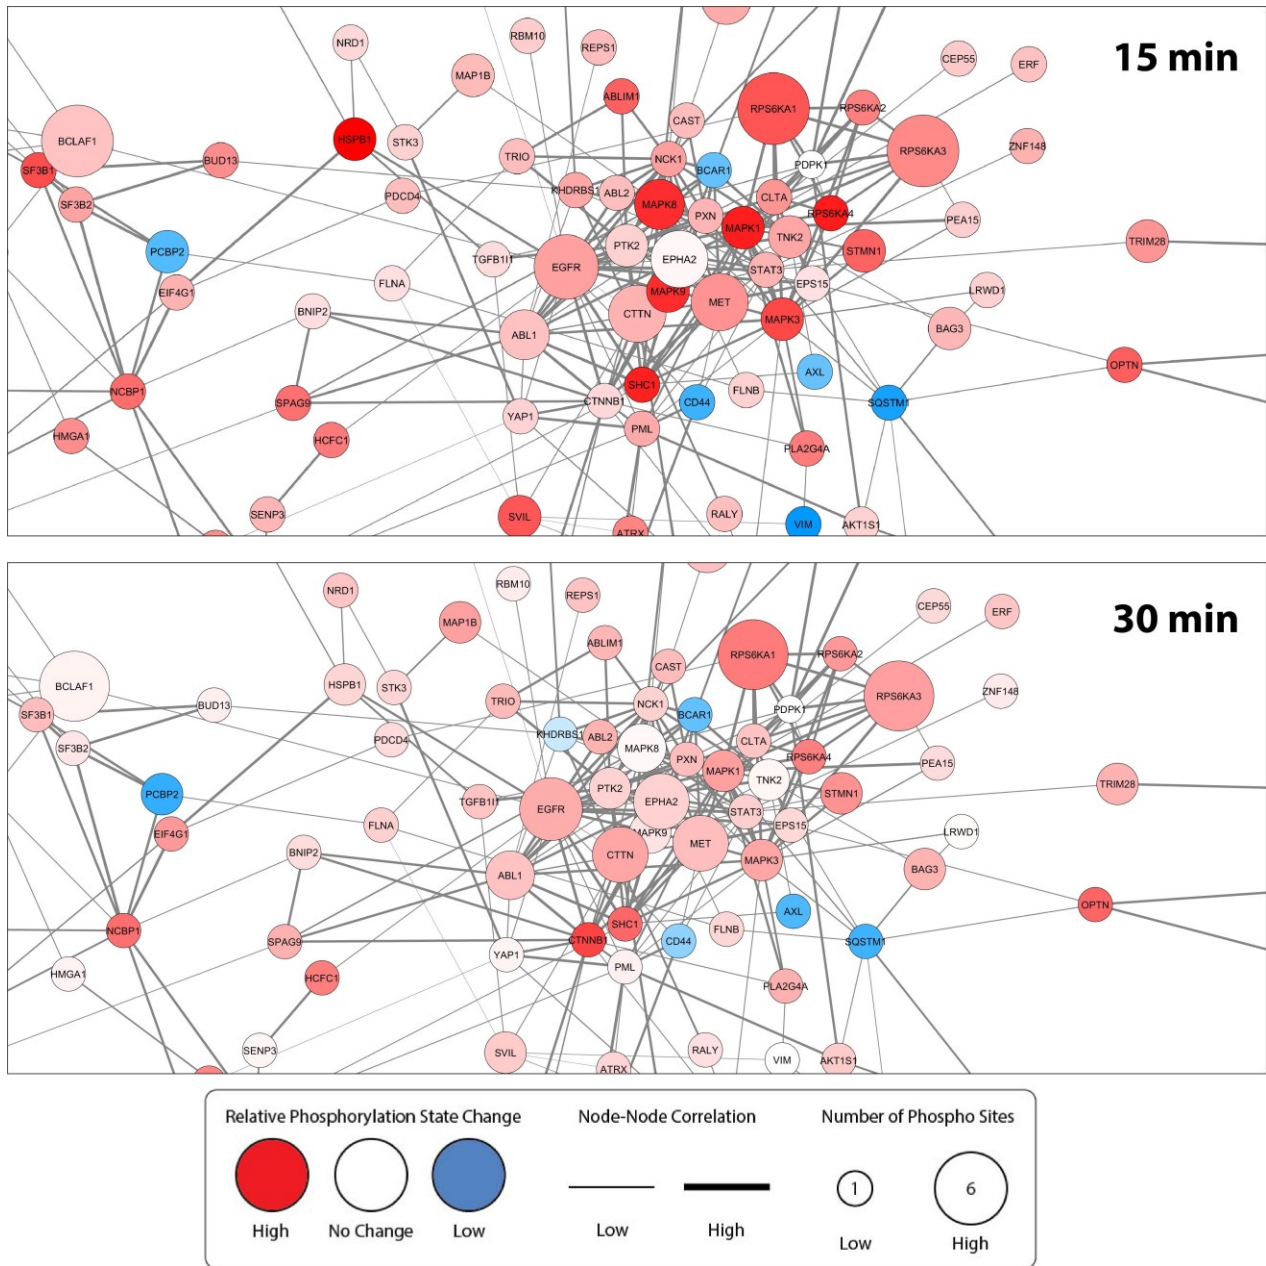 15 min
NRD1
RBM10
REPS1
MAP1B
CEP55
ERF
ABLIM1
RPS6KA1
RPS6KA2
BCLAF1
HSPB1
STK3
CAST
RPS6KA3
ZNF148
SF3B1
BUD13
TRIO
NCK1
BCAR1
PDPK1
SF3B2
PDCD4
KHDRBS1
ABL2
MAPK8
PXN
CLTA
RPS6KA4
PEA15
MAPK1
TNK2
PCBP2
PTK2
EPHA2
STMN1
TRIM28
TGFB1I1
EGFR
STAT3
EIF4G1
FLNA
MAPK9
EPS15
LRWD1
BNIP2
CTTN
MET
MAPK3
BAG3
ABL1
OPTN
NCBP1
SPAG9
SHC1
CTNNB1
CD44
FLNB
AXL
SQSTM1
HMGA1
HCFC1
YAP1
PML
PLA2G4A
SENP3
SVIL
ATRX
RALY
VIM
AKT1S1
30 min
NRD1
RBM10
REPS1
MAP1B
CEP55
ERF
ABLIM1
RPS6KA1
RPS6KA2
BCLAF1
HSPB1
STK3
CAST
RPS6KA3
ZNF148
SF3B1
BUD13
TRIO
NCK1
BCAR1
PDPK1
SF3B2
PDCD4
KHDRBS1
ABL2
MAPK8
PXN
CLTA
RPS6KA4
PEA15
MAPK1
TNK2
PCBP2
PTK2
EPHA2
STMN1
TRIM28
TGFB1I1
EGFR
STAT3
EIF4G1
FLNA
MAPK9
EPS15
LRWD1
BNIP2
CTTN
MET
MAPK3
BAG3
ABL1
OPTN
NCBP1
SPAG9
SHC1
CTNNB1
CD44
FLNB
AXL
SQSTM1
HMGA1
HCFC1
YAP1
PML
PLA2G4A
SENP3
SVIL
ATRX
RALY
VIM
AKT1S1
Relative Phosphorylation State Change
Node-Node Correlation
Number of Phospho Sites
1
6
High
No Change
Low
Low
High
Low
High